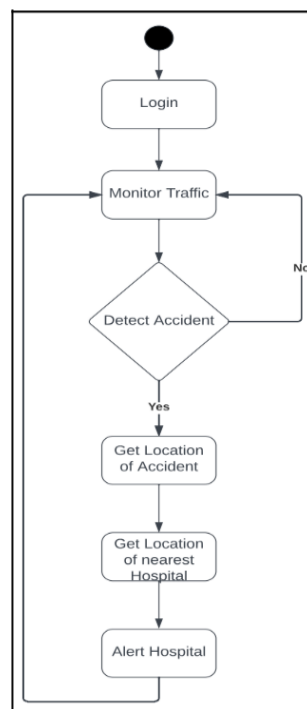 Login
Monitor Traffic
Detect Accident
No
Yes
Get Location
of Accident
Get Location
of nearest
Hospital
Alert Hospital